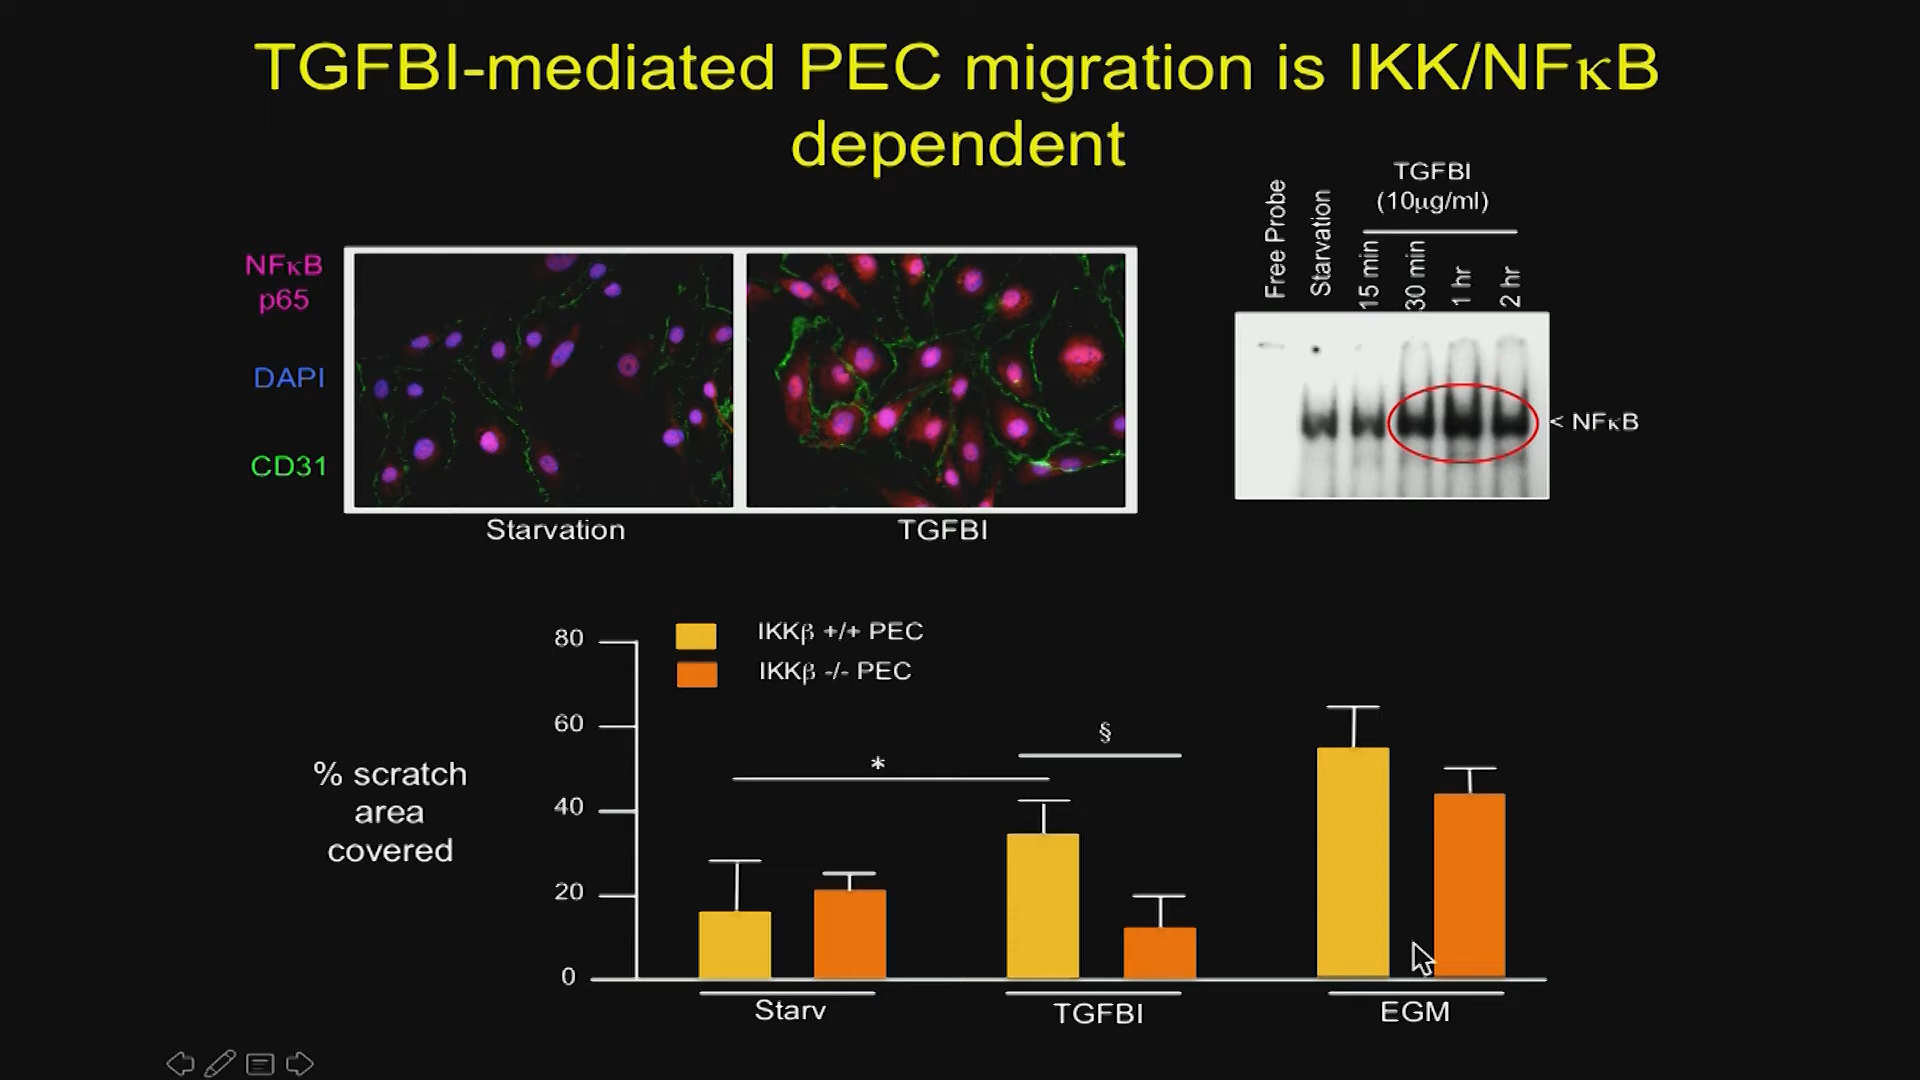 TGFBI-mediated PEC migration is IKK/NFκB
dependent
NFκB
p65
DAPI
CD31
Starvation
TGFBI
TGFBI
(10μg/ml)
Free Probe
Starvation
15 min
30 min
1 hr
2 hr
< NFκB
IKKβ +/+ PEC
IKKβ -/- PEC
% scratch
area
covered
80
60
40
20
0
*
§
Starv
TGFBI
EGM